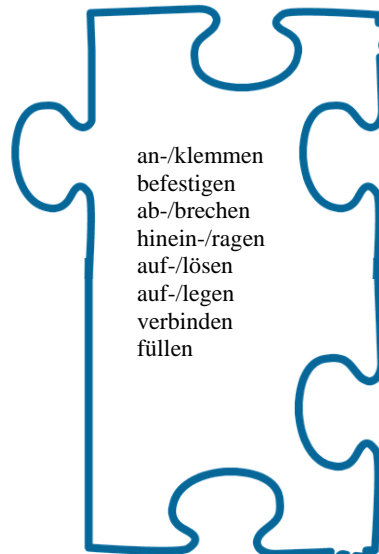 an-/klemmen
befestigen
ab-/brechen
hinein-/ragen
auf-/lösen
auf-/legen
verbinden
füllen